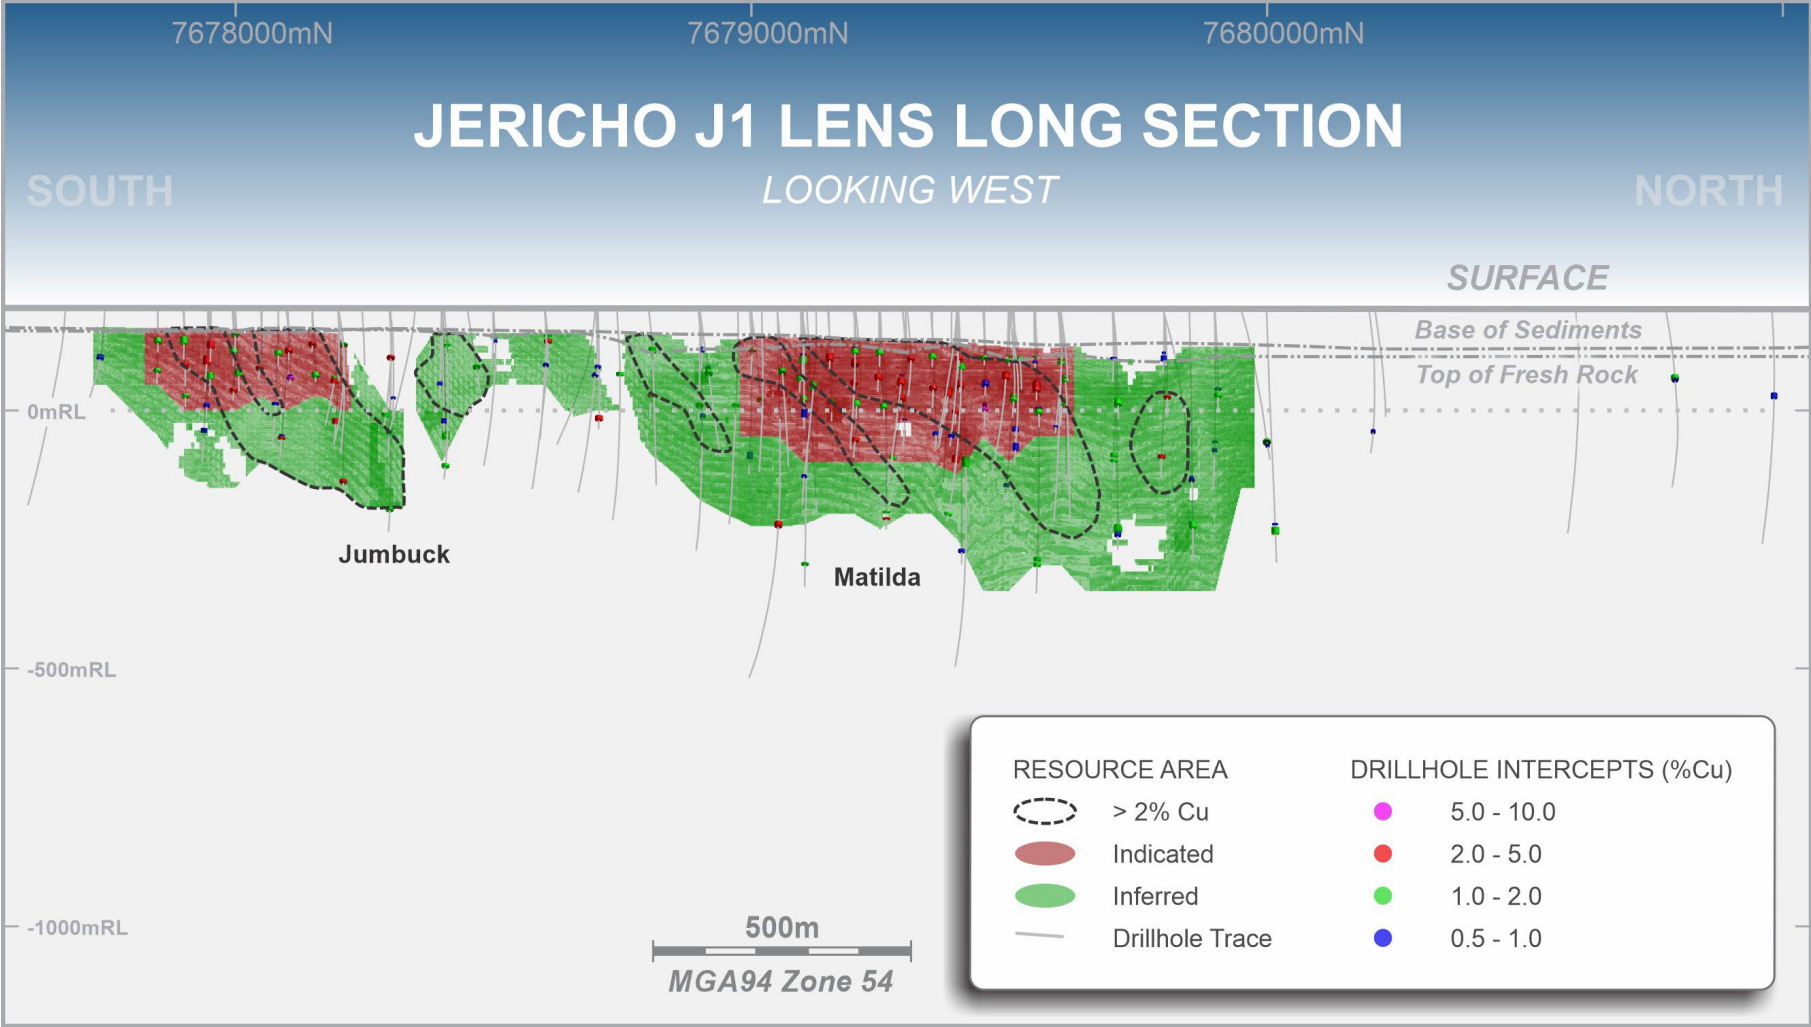 7678000mN 7679000mN 7680000mN
JERICHO J1 LENS LONG SECTION
SOUTH LOOKING WEST NORTH
SURFACE
Base of Sediments
Top of Fresh Rock
0mRL
Jumbuck
Matilda
-500mRL
RESOURCE AREA
> 2% Cu
Indicated
Inferred
Drillhole Trace
DRILLHOLE INTERCEPTS (%Cu)
5.0 - 10.0
2.0 - 5.0
1.0 - 2.0
0.5 - 1.0
-1000mRL
500m
MGA94 Zone 54